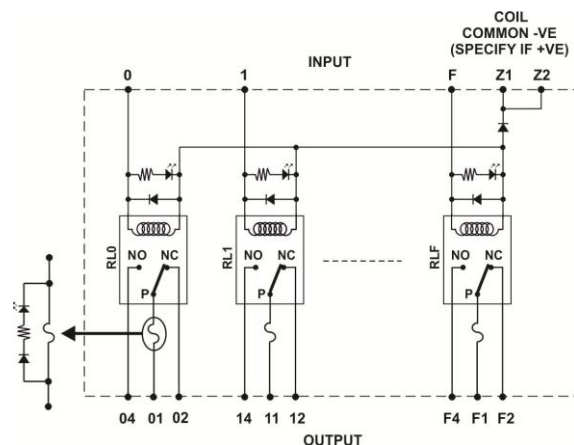 COIL
COMMON -VE
(SPECIFY IF +VE)
INPUT
0 1 F Z1 Z2
RL0 NO NC P
RL1 NO NC P
RLF NO NC P
04 01 02 14 11 12 F4 F1 F2
OUTPUT